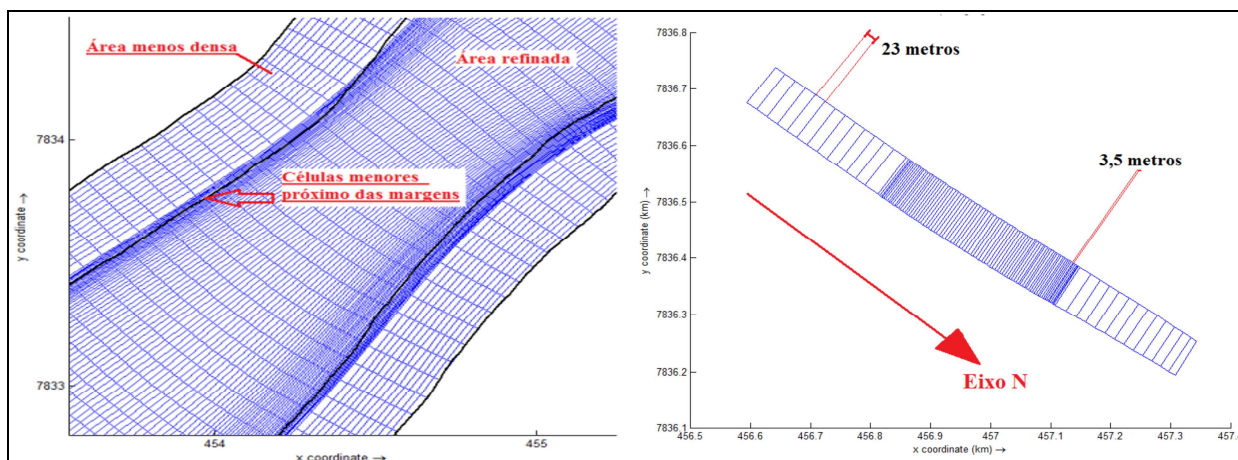 Área menos densa
Área refinada
Células menores
próximo das margens
7834
7833
y coordinate →
454
455
x coordinate →
23 metros
3,5 metros
Eixo N
7836.8
7836.7
7836.6
7836.5
7836.4
7836.3
7836.2
7836.1
y coordinate (km) →
456.5
456.6
456.7
456.8
456.9
457
457.1
457.2
457.3
x coordinate (km) →